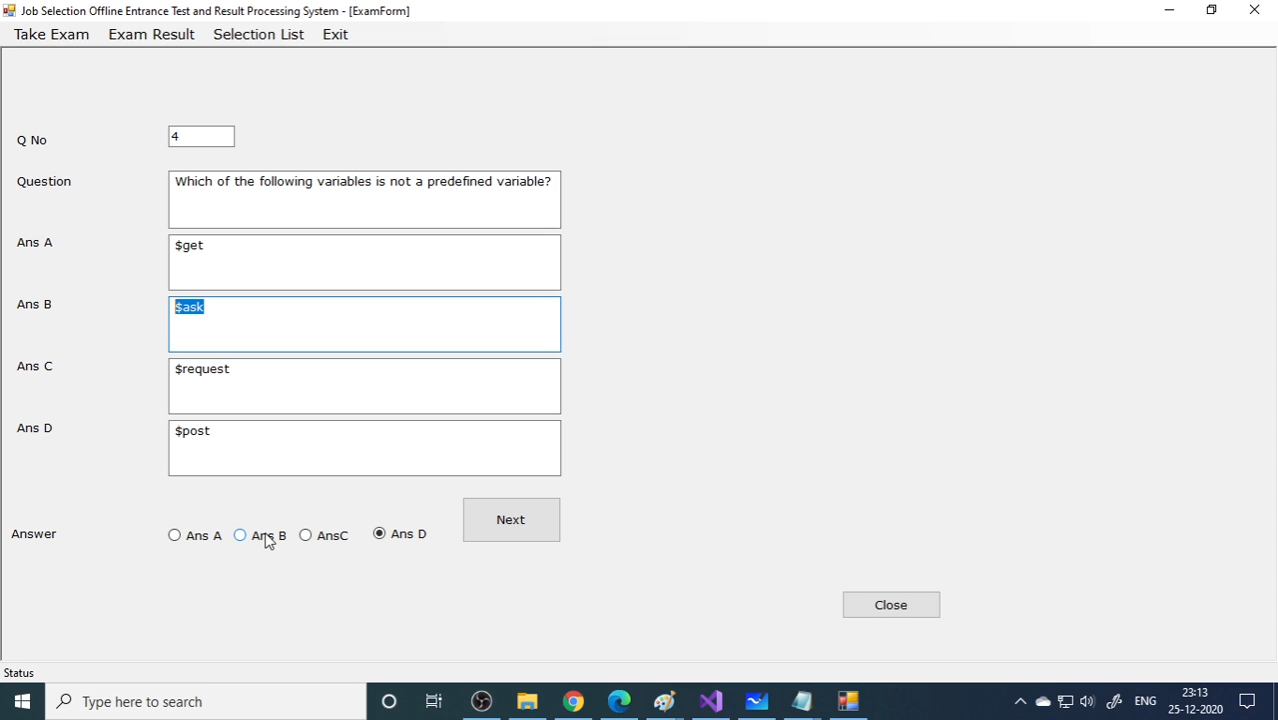 Job Selection Offline Entrance Test and Result Processing System - [ExamForm]
Take Exam Exam Result Selection List Exit
Q No 4
Question Which of the following variables is not a predefined variable?
Ans A $get
Ans B $ask
Ans C $request
Ans D $post
Next
Answer Ans A Ans B AnsC Ans D
Close
Status
Type here to search
ENG
23:13
25-12-2020